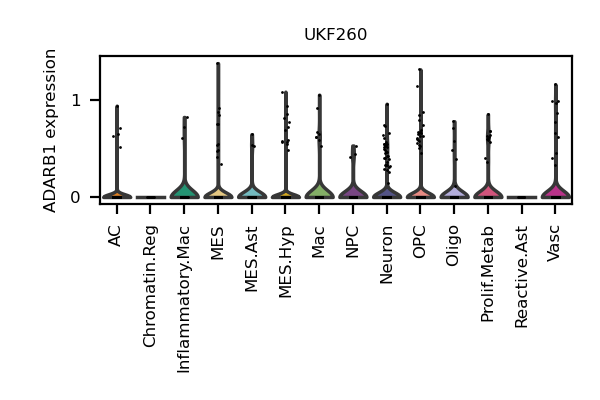 UKF260
ADARB1 expression
1
0
AC
Chromatin.Reg
Inflammatory.Mac
MES
MES.Ast
MES.Hyp
Mac
NPC
Neuron
OPC
Oligo
Prolif.Metab
Reactive.Ast
Vasc